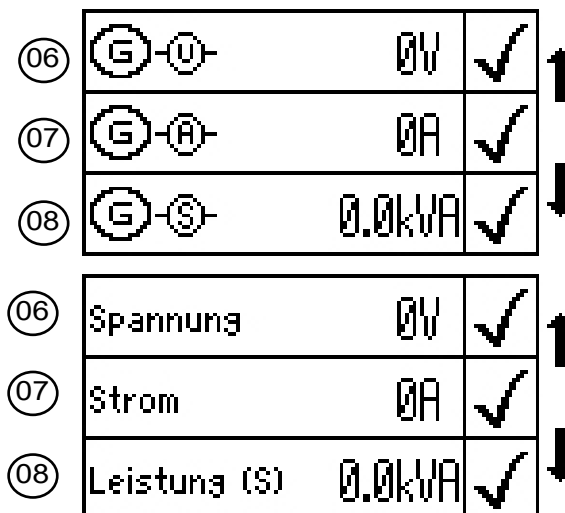 06 G U 0V
07 G A 0A
08 G S 0.0kVA
06 Spannung 0V
07 Strom 0A
08 Leistung (S) 0.0kVA